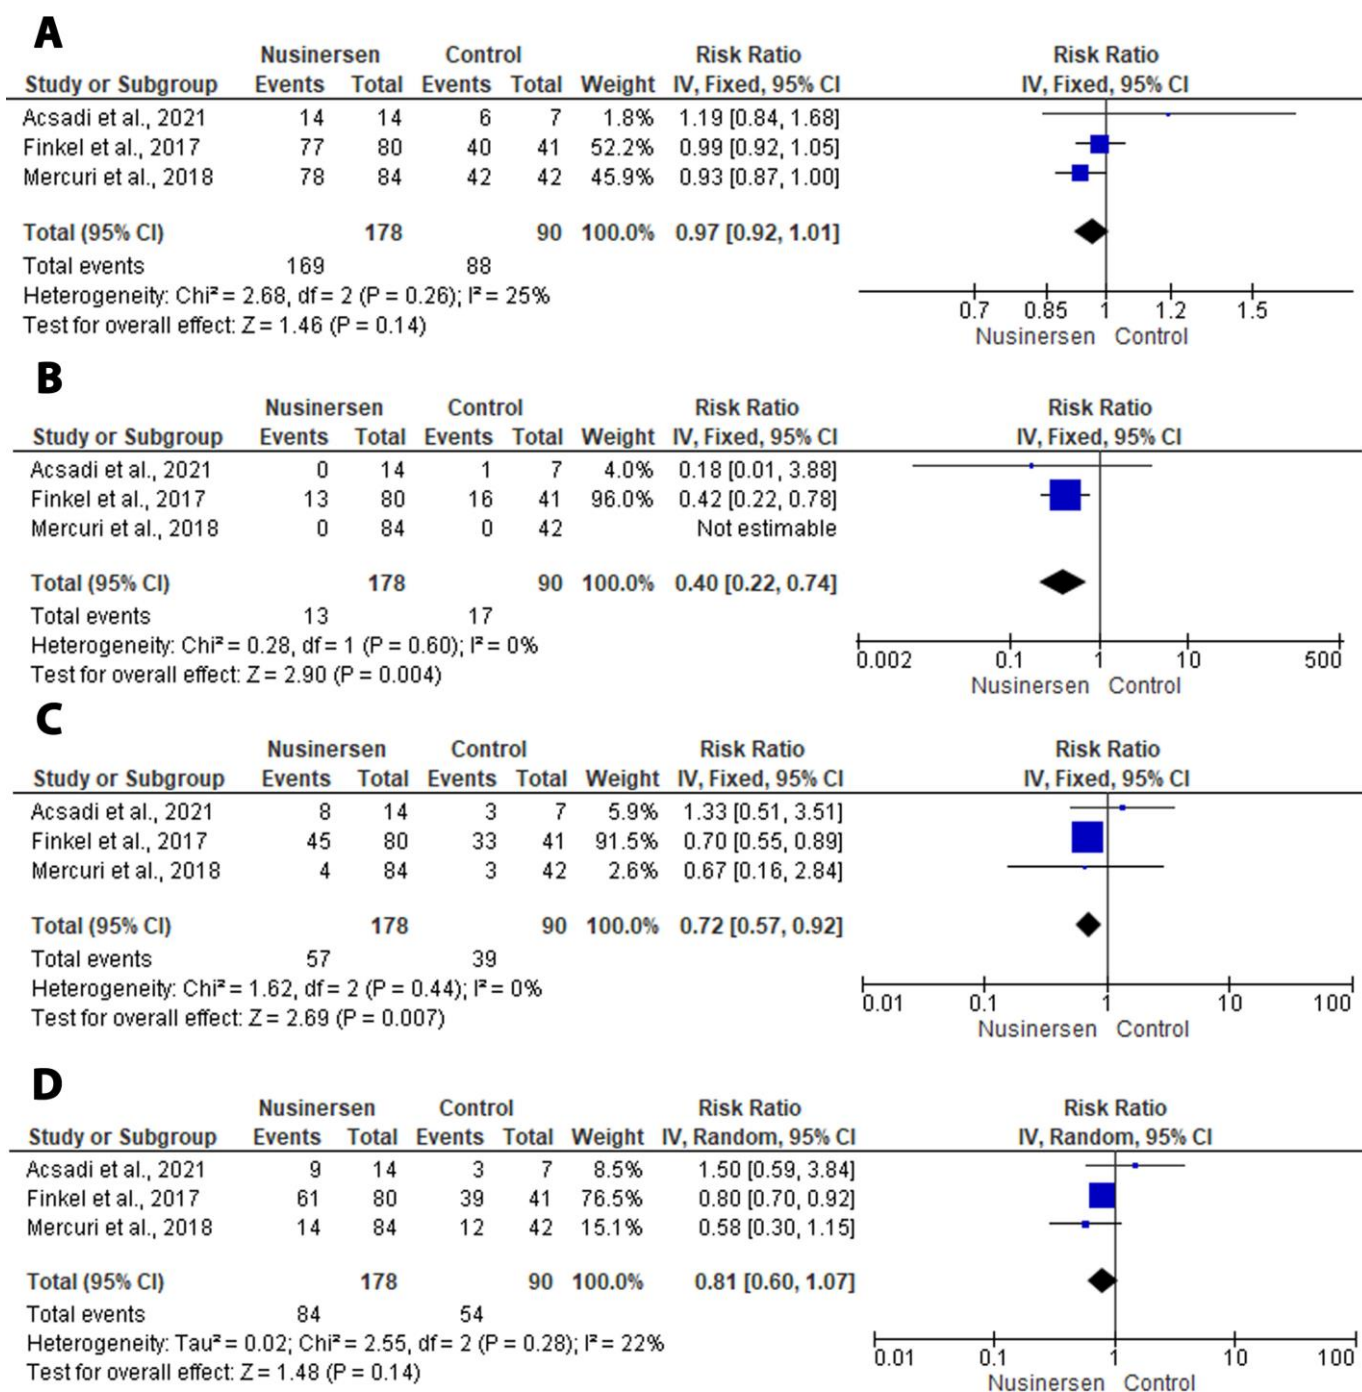 A
Nusinersen Control Risk Ratio Risk Ratio
Study or Subgroup Events Total Events Total Weight IV, Fixed, 95% CI IV, Fixed, 95% CI
Acsadi et al., 2021 14 14 6 7 1.8% 1.19 [0.84, 1.68]
Finkel et al., 2017 77 80 40 41 52.2% 0.99 [0.92, 1.05]
Mercuri et al., 2018 78 84 42 42 45.9% 0.93 [0.87, 1.00]
Total (95% CI) 178 90 100.0% 0.97 [0.92, 1.01]
Total events 169 88
Heterogeneity: Chi² = 2.68, df = 2 (P = 0.26); I² = 25%
Test for overall effect: Z = 1.46 (P = 0.14)
0.7 0.85 1 1.2 1.5
Nusinersen Control
B
Nusinersen Control Risk Ratio Risk Ratio
Study or Subgroup Events Total Events Total Weight IV, Fixed, 95% CI IV, Fixed, 95% CI
Acsadi et al., 2021 0 14 1 7 4.0% 0.18 [0.01, 3.88]
Finkel et al., 2017 13 80 16 41 96.0% 0.42 [0.22, 0.78]
Mercuri et al., 2018 0 84 0 42 Not estimable
Total (95% CI) 178 90 100.0% 0.40 [0.22, 0.74]
Total events 13 17
Heterogeneity: Chi² = 0.28, df = 1 (P = 0.60); I² = 0%
Test for overall effect: Z = 2.90 (P = 0.004)
0.002 0.1 1 10 500
Nusinersen Control
C
Nusinersen Control Risk Ratio Risk Ratio
Study or Subgroup Events Total Events Total Weight IV, Fixed, 95% CI IV, Fixed, 95% CI
Acsadi et al., 2021 8 14 3 7 5.9% 1.33 [0.51, 3.51]
Finkel et al., 2017 45 80 33 41 91.5% 0.70 [0.55, 0.89]
Mercuri et al., 2018 4 84 3 42 2.6% 0.67 [0.16, 2.84]
Total (95% CI) 178 90 100.0% 0.72 [0.57, 0.92]
Total events 57 39
Heterogeneity: Chi² = 1.62, df = 2 (P = 0.44); I² = 0%
Test for overall effect: Z = 2.69 (P = 0.007)
0.01 0.1 1 10 100
Nusinersen Control
D
Nusinersen Control Risk Ratio Risk Ratio
Study or Subgroup Events Total Events Total Weight IV, Random, 95% CI IV, Random, 95% CI
Acsadi et al., 2021 9 14 3 7 8.5% 1.50 [0.59, 3.84]
Finkel et al., 2017 61 80 39 41 76.5% 0.80 [0.70, 0.92]
Mercuri et al., 2018 14 84 12 42 15.1% 0.58 [0.30, 1.15]
Total (95% CI) 178 90 100.0% 0.81 [0.60, 1.07]
Total events 84 54
Heterogeneity: Tau² = 0.02; Chi² = 2.55, df = 2 (P = 0.28); I² = 22%
Test for overall effect: Z = 1.48 (P = 0.14)
0.01 0.1 1 10 100
Nusinersen Control